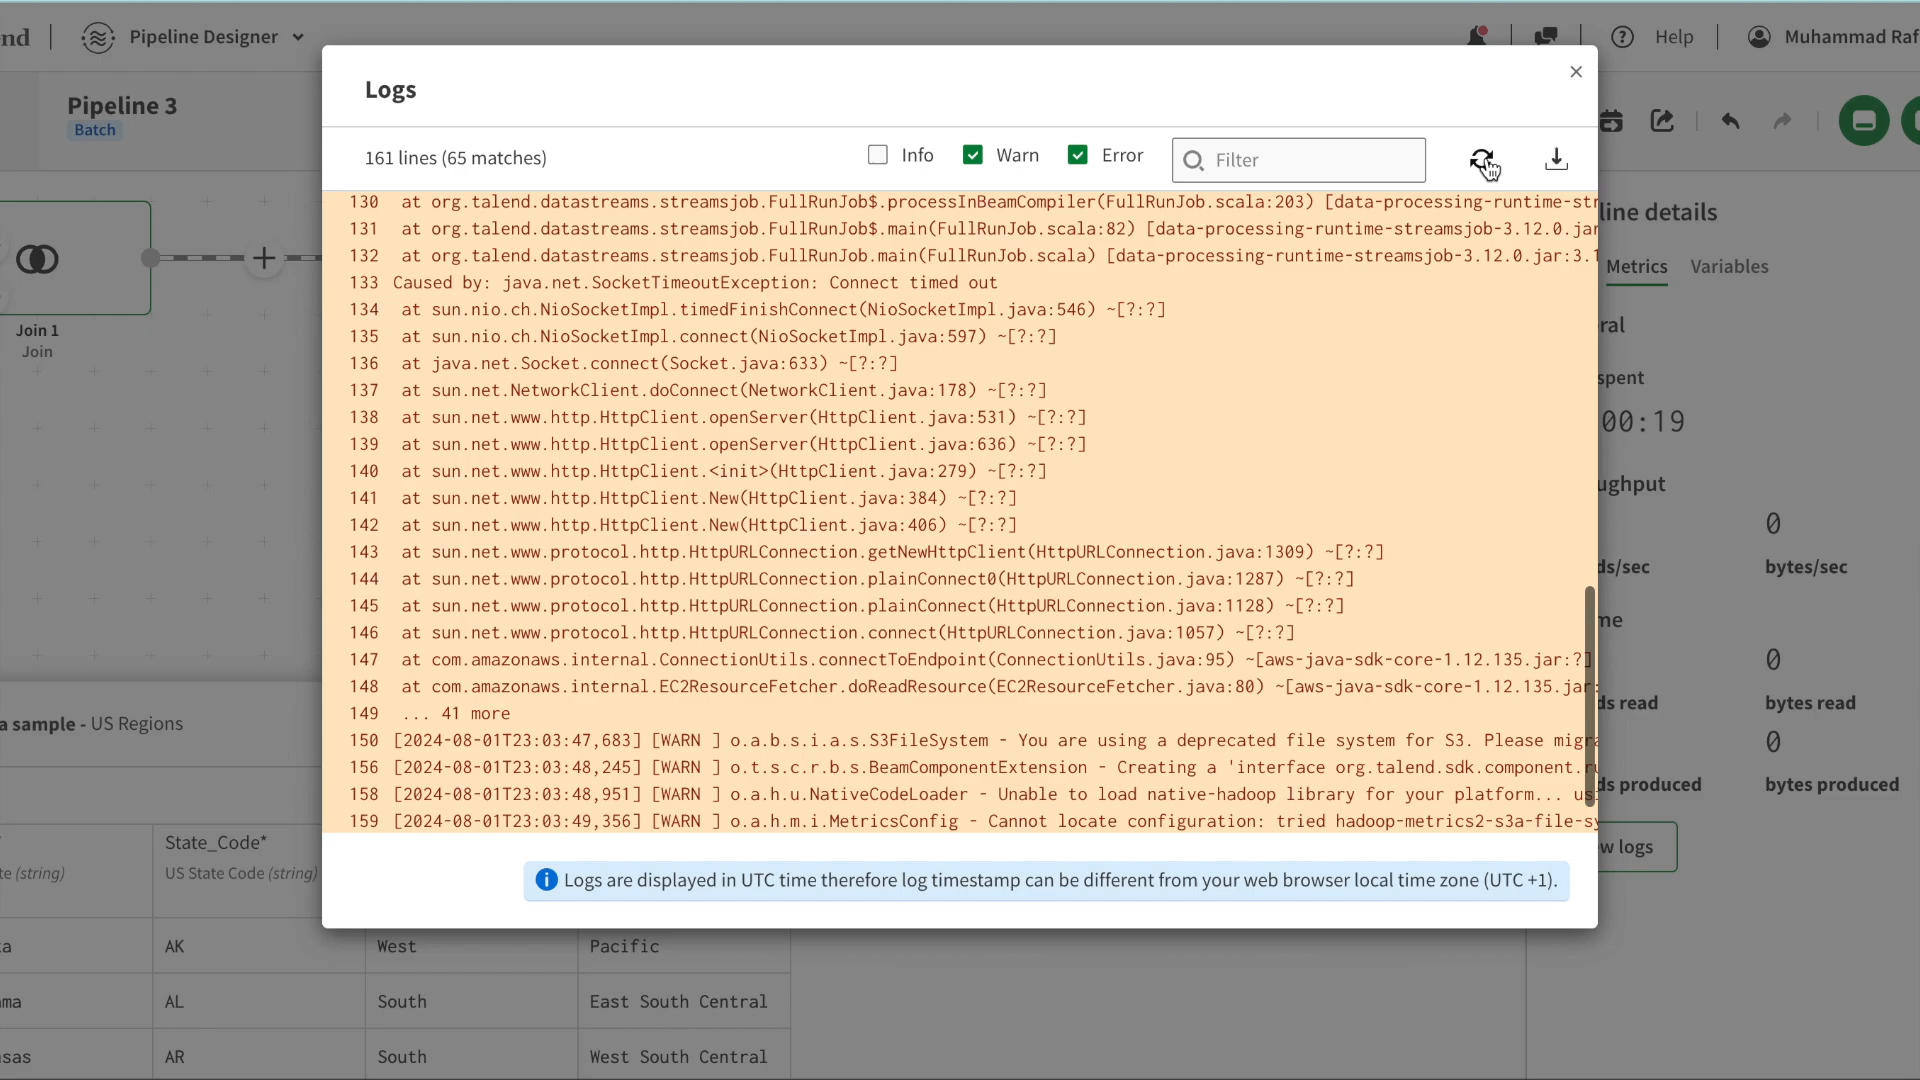 nd
Pipeline Designer
Help
Muhammad Raf
Pipeline 3
Batch
Logs
161 lines (65 matches)
Info
Warn
Error
Filter
130 at org.talend.datastreams.streamsjob.FullRunJob$.processInBeamCompiler(FullRunJob.scala:203) [data-processing-runtime-str
131 at org.talend.datastreams.streamsjob.FullRunJob$.main(FullRunJob.scala:82) [data-processing-runtime-streamsjob-3.12.0.jar
132 at org.talend.datastreams.streamsjob.FullRunJob.main(FullRunJob.scala) [data-processing-runtime-streamsjob-3.12.0.jar:3.1
133 Caused by: java.net.SocketTimeoutException: Connect timed out
134 at sun.nio.ch.NioSocketImpl.timedFinishConnect(NioSocketImpl.java:546) ~[?:?]
135 at sun.nio.ch.NioSocketImpl.connect(NioSocketImpl.java:597) ~[?:?]
136 at java.net.Socket.connect(Socket.java:633) ~[?:?]
137 at sun.net.NetworkClient.doConnect(NetworkClient.java:178) ~[?:?]
138 at sun.net.www.http.HttpClient.openServer(HttpClient.java:531) ~[?:?]
139 at sun.net.www.http.HttpClient.openServer(HttpClient.java:636) ~[?:?]
140 at sun.net.www.http.HttpClient.<init>(HttpClient.java:279) ~[?:?]
141 at sun.net.www.http.HttpClient.New(HttpClient.java:384) ~[?:?]
142 at sun.net.www.http.HttpClient.New(HttpClient.java:406) ~[?:?]
143 at sun.net.www.protocol.http.HttpURLConnection.getNewHttpClient(HttpURLConnection.java:1309) ~[?:?]
144 at sun.net.www.protocol.http.HttpURLConnection.plainConnect0(HttpURLConnection.java:1287) ~[?:?]
145 at sun.net.www.protocol.http.HttpURLConnection.plainConnect(HttpURLConnection.java:1128) ~[?:?]
146 at sun.net.www.protocol.http.HttpURLConnection.connect(HttpURLConnection.java:1057) ~[?:?]
147 at com.amazonaws.internal.ConnectionUtils.connectToEndpoint(ConnectionUtils.java:95) ~[aws-java-sdk-core-1.12.135.jar:?]
148 at com.amazonaws.internal.EC2ResourceFetcher.doReadResource(EC2ResourceFetcher.java:80) ~[aws-java-sdk-core-1.12.135.jar:
149 ... 41 more
150 [2024-08-01T23:03:47,683] [WARN ] o.a.b.s.i.a.s.S3FileSystem - You are using a deprecated file system for S3. Please migra
156 [2024-08-01T23:03:48,245] [WARN ] o.t.s.c.r.b.s.BeamComponentExtension - Creating a 'interface org.talend.sdk.component.ru
158 [2024-08-01T23:03:48,951] [WARN ] o.a.h.u.NativeCodeLoader - Unable to load native-hadoop library for your platform... us
159 [2024-08-01T23:03:49,356] [WARN ] o.a.h.m.i.MetricsConfig - Cannot locate configuration: tried hadoop-metrics2-s3a-file-sy
Logs are displayed in UTC time therefore log timestamp can be different from your web browser local time zone (UTC +1).
Join 1
Join
line details
Metrics
Variables
ral
spent
00:19
ughput
0
ds/sec
bytes/sec
me
0
ds read
bytes read
0
ds produced
bytes produced
w logs
a sample - US Regions
State_Code*
te (string)
US State Code (string)
ka AK West Pacific
ma AL South East South Central
sas AR South West South Central